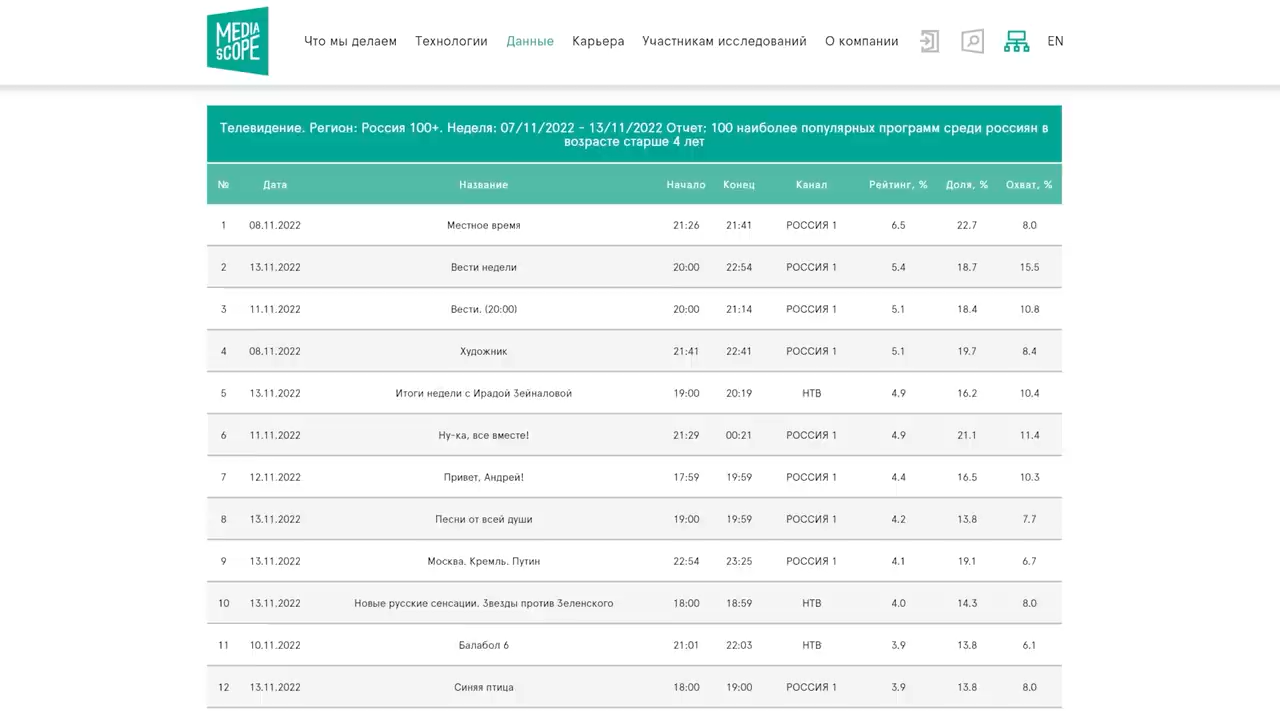 MEDIA
SCOPE
Что мы делаем Технологии Данные Карьера Участникам исследований О компании EN
Телевидение. Регион: Россия 100+. Неделя: 07/11/2022 - 13/11/2022 Отчет: 100 наиболее популярных программ среди россиян в
возрасте старше 4 лет
№ Дата Название Начало Конец Канал Рейтинг, % Доля, % Охват, %
1 08.11.2022 Местное время 21:26 21:41 РОССИЯ 1 6.5 22.7 8.0
2 13.11.2022 Вести недели 20:00 22:54 РОССИЯ 1 5.4 18.7 15.5
3 11.11.2022 Вести. (20:00) 20:00 21:14 РОССИЯ 1 5.1 18.4 10.8
4 08.11.2022 Художник 21:41 22:41 РОССИЯ 1 5.1 19.7 8.4
5 13.11.2022 Итоги недели с Ирадой Зейналовой 19:00 20:19 НТВ 4.9 16.2 10.4
6 11.11.2022 Ну-ка, все вместе! 21:29 00:21 РОССИЯ 1 4.9 21.1 11.4
7 12.11.2022 Привет, Андрей! 17:59 19:59 РОССИЯ 1 4.4 16.5 10.3
8 13.11.2022 Песни от всей души 19:00 19:59 РОССИЯ 1 4.2 13.8 7.7
9 13.11.2022 Москва. Кремль. Путин 22:54 23:25 РОССИЯ 1 4.1 19.1 6.7
10 13.11.2022 Новые русские сенсации. Звезды против Зеленского 18:00 18:59 НТВ 4.0 14.3 8.0
11 10.11.2022 Балабол 6 21:01 22:03 НТВ 3.9 13.8 6.1
12 13.11.2022 Синяя птица 18:00 19:00 РОССИЯ 1 3.9 13.8 8.0